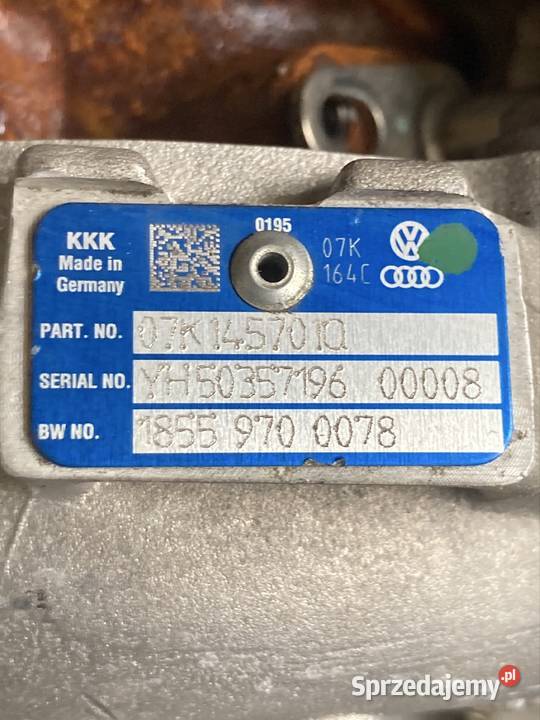 0195
KKK
Made in
Germany
07K
164C
PART. NO. 07K145701Q
SERIAL NO. YH50357196 00008
BW NO. 1855 970 0078
Sprzedajemy.pl